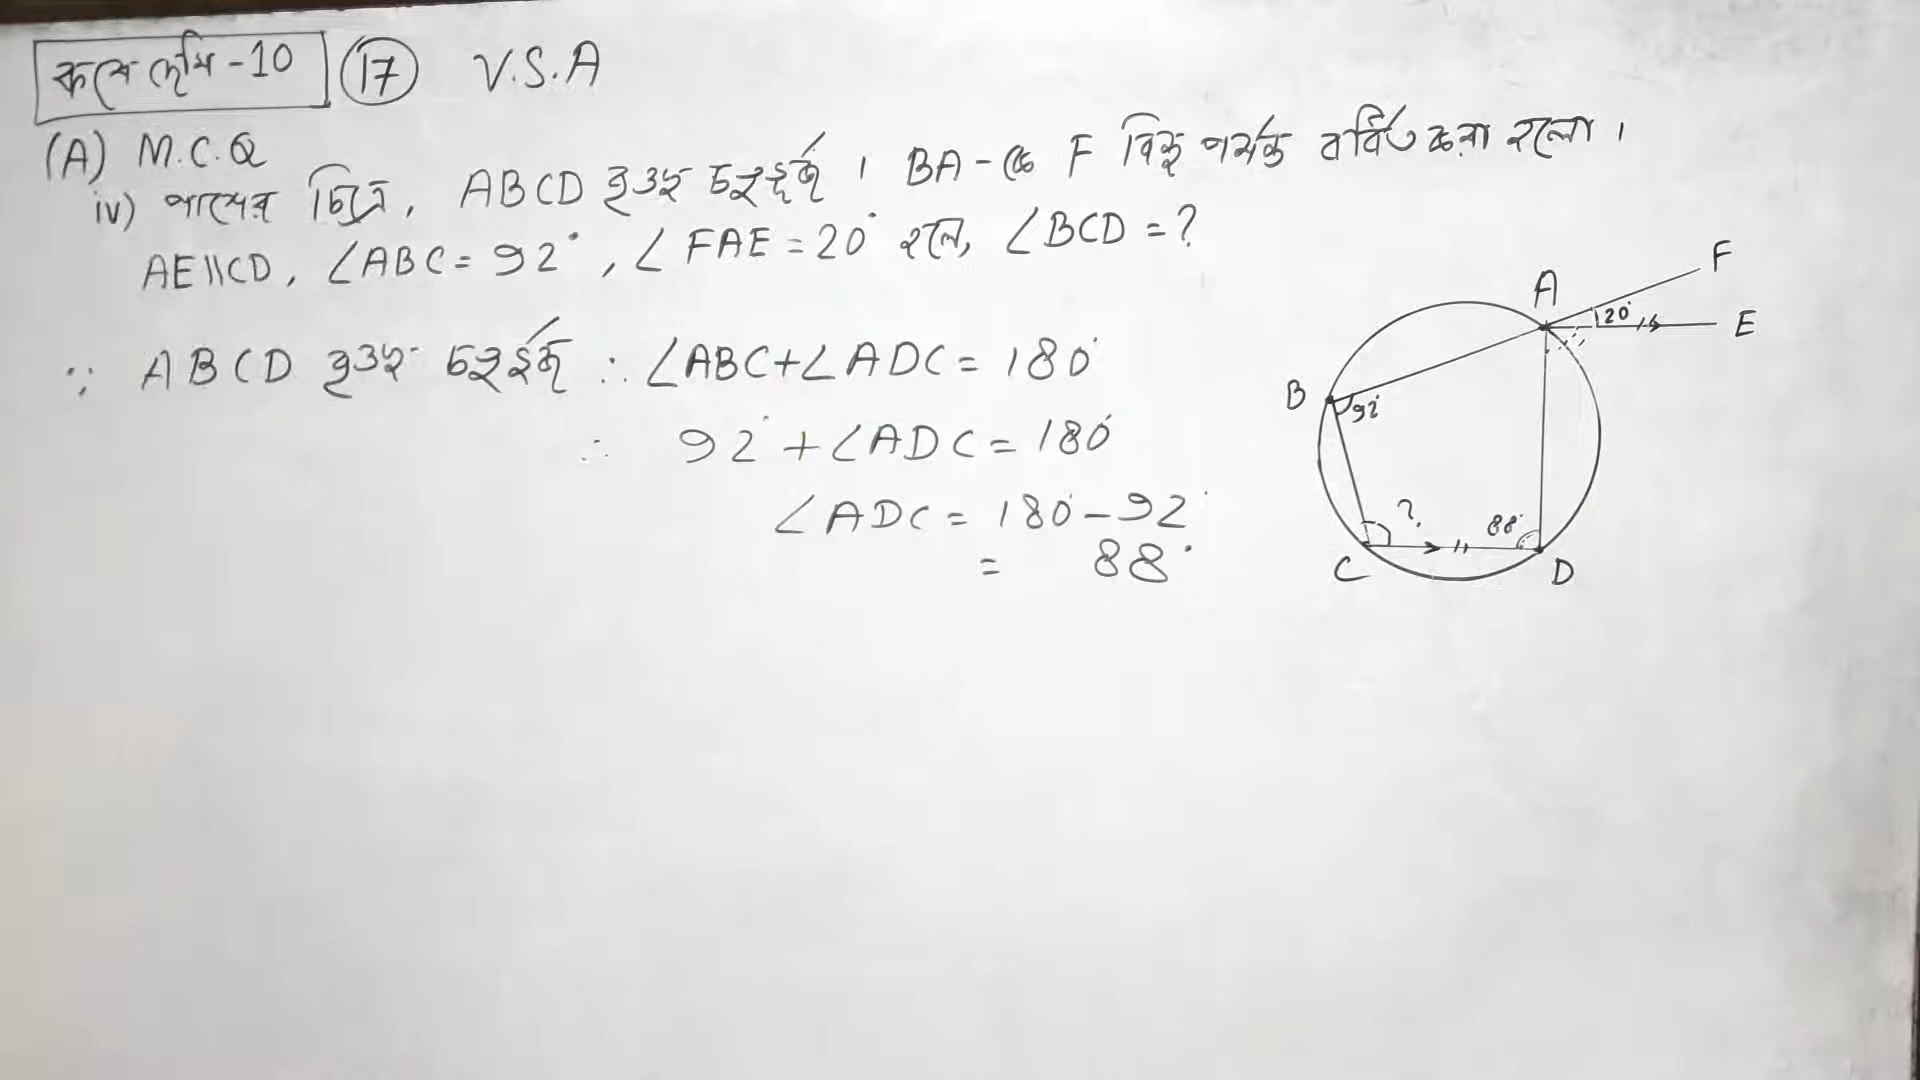 কষে দেখি - 10 (17) V.S.A
(A) M.C.Q
iv) পাশের চিত্রে, ABCD বৃত্তস্থ চতুর্ভুজ । BA - কে F বিন্দু পর্যন্ত বর্ধিত করা হলো ।
AE||CD, ∠ABC = 92°, ∠FAE = 20° হলে, ∠BCD = ?
∵ ABCD বৃত্তস্থ চতুর্ভুজ ∴ ∠ABC+∠ADC = 180°
∴ 92° + ∠ADC = 180°
∠ADC = 180° - 92°
= 88°
A
F
20°
E
B
92°
?
88°
C
D